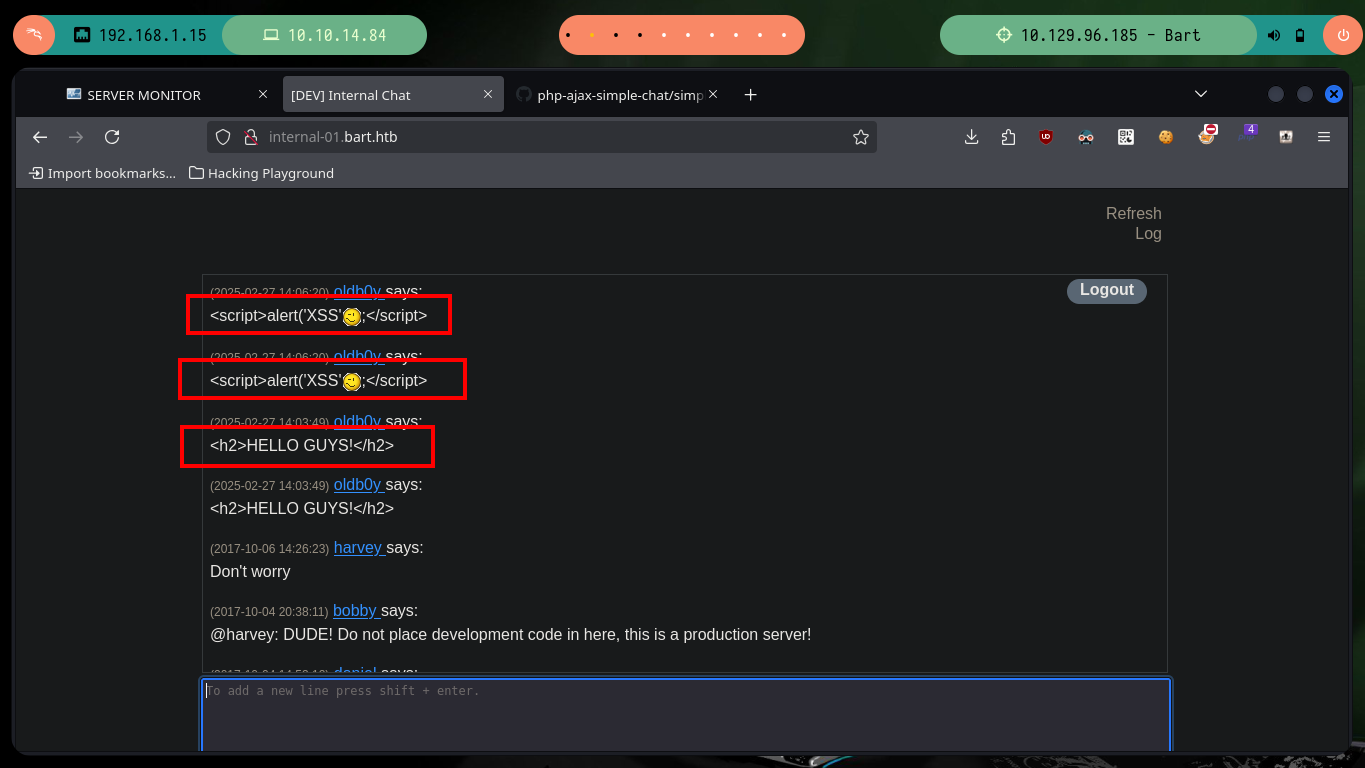 192.168.1.15
10.10.14.84
10.129.96.185 - Bart
SERVER MONITOR
[DEV] Internal Chat
php-ajax-simple-chat/simp
internal-01.bart.htb
4
Import bookmarks...
Hacking Playground
Refresh
Log
Logout
(2025-02-27 14:06:20) oldb0y says:
<script>alert('XSS';</script>
(2025-02-27 14:06:20) oldb0y says:
<script>alert('XSS';</script>
(2025-02-27 14:03:49) oldb0y says:
<h2>HELLO GUYS!</h2>
(2025-02-27 14:03:49) oldb0y says:
<h2>HELLO GUYS!</h2>
(2017-10-06 14:26:23) harvey says:
Don't worry
(2017-10-04 20:38:11) bobby says:
@harvey: DUDE! Do not place development code in here, this is a production server!
daniel says:
To add a new line press shift + enter.